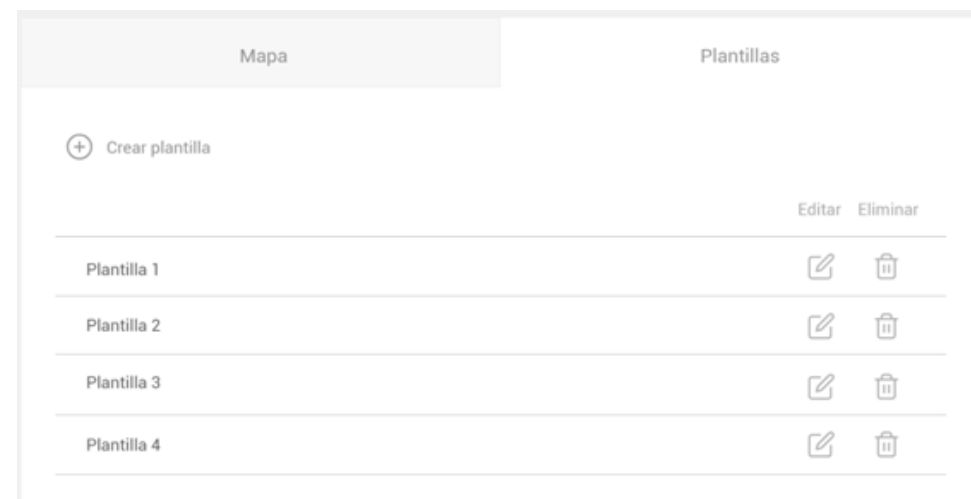 Mapa Plantillas
Crear plantilla
Editar Eliminar
Plantilla 1
Plantilla 2
Plantilla 3
Plantilla 4